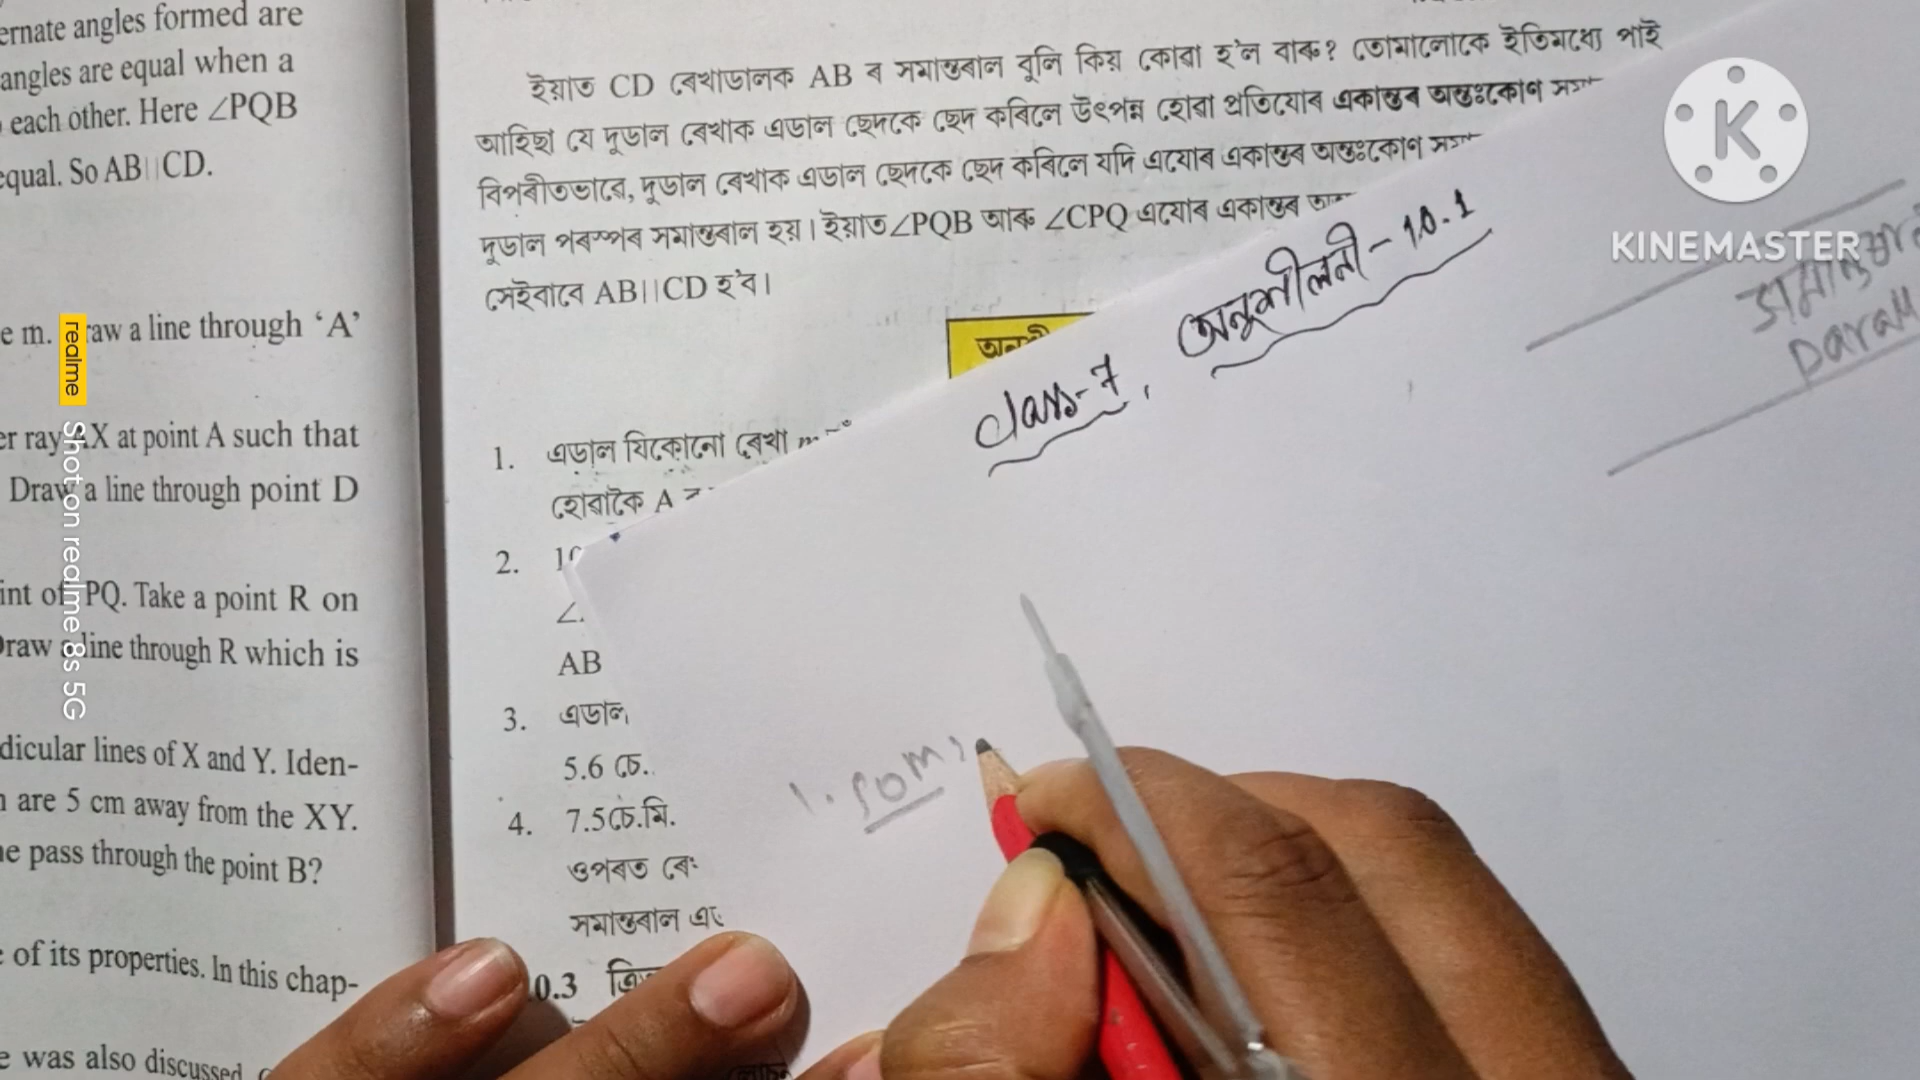 ernate angles formed are
angles are equal when a
each other. Here ∠PQB
equal. So AB||CD.
e m. raw a line through ‘A’
er ray AX at point A such that
Draw a line through point D
int of PQ. Take a point R on
Draw a line through R which is
dicular lines of X and Y. Iden-
are 5 cm away from the XY.
e pass through the point B?
of its properties. In this chap-
e was also discussed
ইয়াত CD ৰেখাডালক AB ৰ সমান্তৰাল বুলি কিয় কোৱা হ'ল বাৰু? তোমালোকে ইতিমধ্যে পাই
আহিছা যে দুডাল ৰেখাক এডাল ছেদকে ছেদ কৰিলে উৎপন্ন হোৱা প্ৰতিযোৰ একান্তৰ অন্তঃকোণ
বিপৰীতভাৱে, দুডাল ৰেখাক এডাল ছেদকে ছেদ কৰিলে যদি এযোৰ একান্তৰ অন্তঃকোণ
দুডাল পৰস্পৰ সমান্তৰাল হয়। ইয়াত ∠PQB আৰু ∠CPQ এযোৰ একান্তৰ
সেইবাবে AB||CD হ'ব।
Class-7, অনুশীলনী - 10.1
1. এডাল যিকোনো ৰেখা m
হোৱাকৈ A
2. 10
∠.
AB
3. এডাল
5.6 চে.
4. 7.5চে.মি.
ওপৰত
সমান্তৰাল
0.3
1.
KINEMASTER
realme Shot on realme 8s 5G